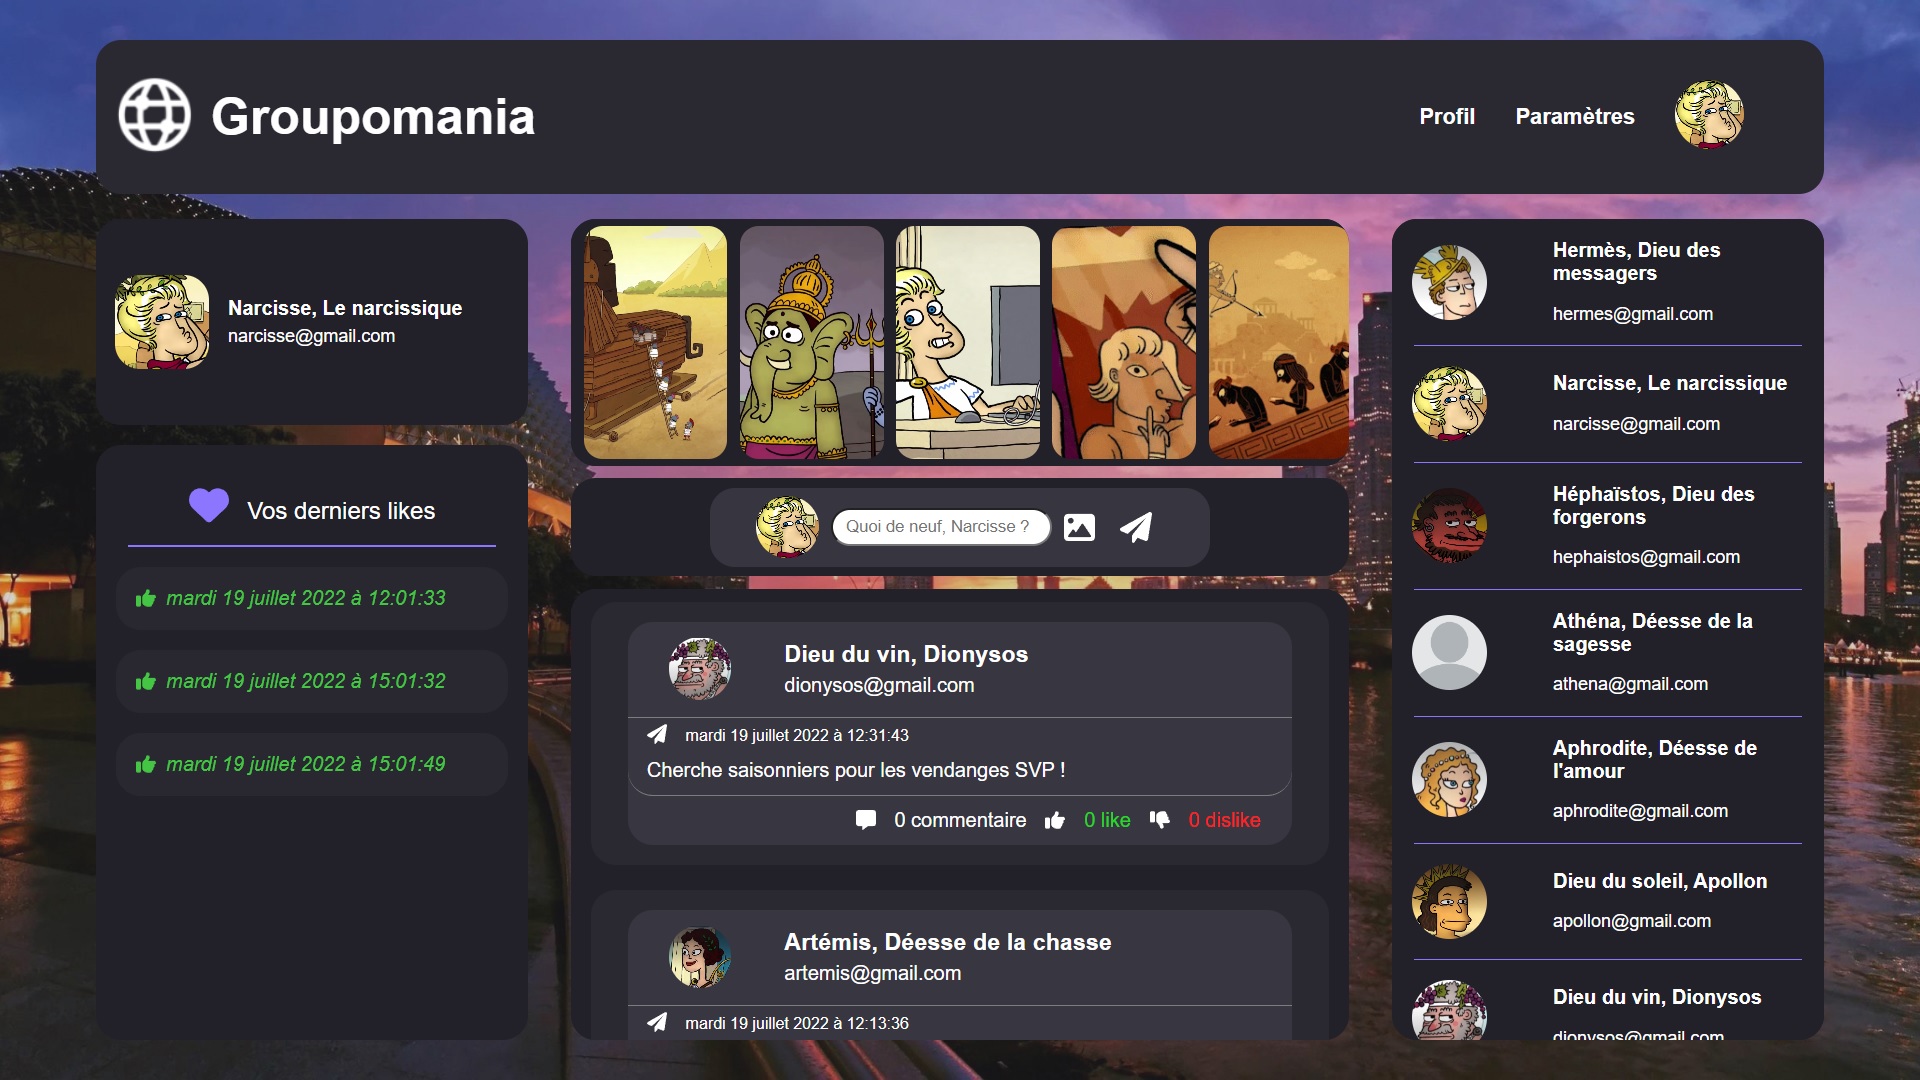 Groupomania
Profil
Paramètres
Narcisse, Le narcissique
narcisse@gmail.com
Vos derniers likes
mardi 19 juillet 2022 à 12:01:33
mardi 19 juillet 2022 à 15:01:32
mardi 19 juillet 2022 à 15:01:49
Quoi de neuf, Narcisse ?
Dieu du vin, Dionysos
dionysos@gmail.com
mardi 19 juillet 2022 à 12:31:43
Cherche saisonniers pour les vendanges SVP !
0 commentaire
0 like
0 dislike
Artémis, Déesse de la chasse
artemis@gmail.com
mardi 19 juillet 2022 à 12:13:36
Hermès, Dieu des
messagers
hermes@gmail.com
Narcisse, Le narcissique
narcisse@gmail.com
Héphaïstos, Dieu des
forgerons
hephaistos@gmail.com
Athéna, Déesse de la
sagesse
athena@gmail.com
Aphrodite, Déesse de
l'amour
aphrodite@gmail.com
Dieu du soleil, Apollon
apollon@gmail.com
Dieu du vin, Dionysos
dionysos@gmail.com